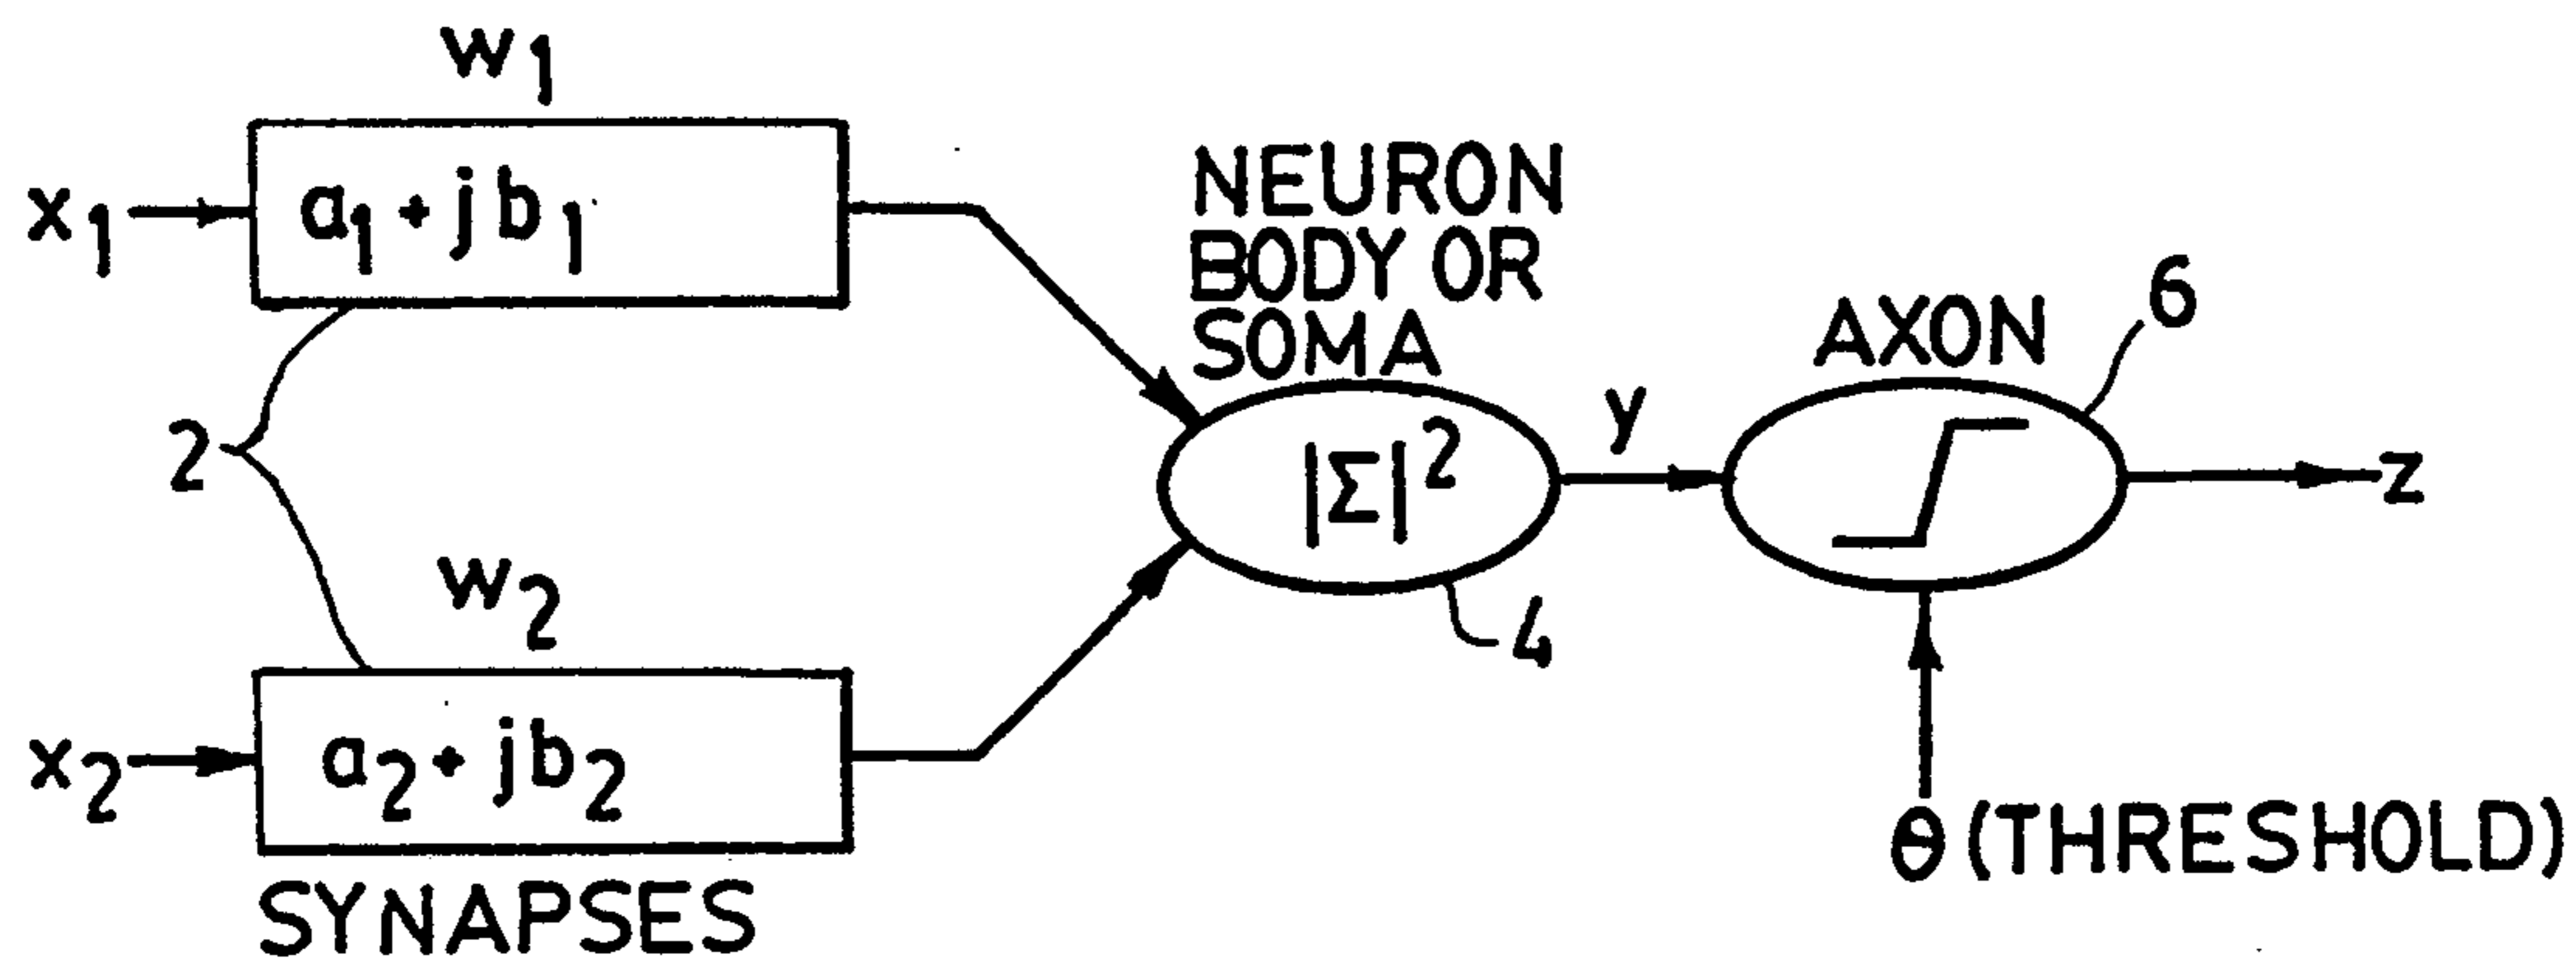 w1
x1
a1 + jb1
NEURON
BODY OR
SOMA
AXON
6
2
|Σ|2
y
z
w2
4
x2
a2 + jb2
θ (THRESHOLD)
SYNAPSES